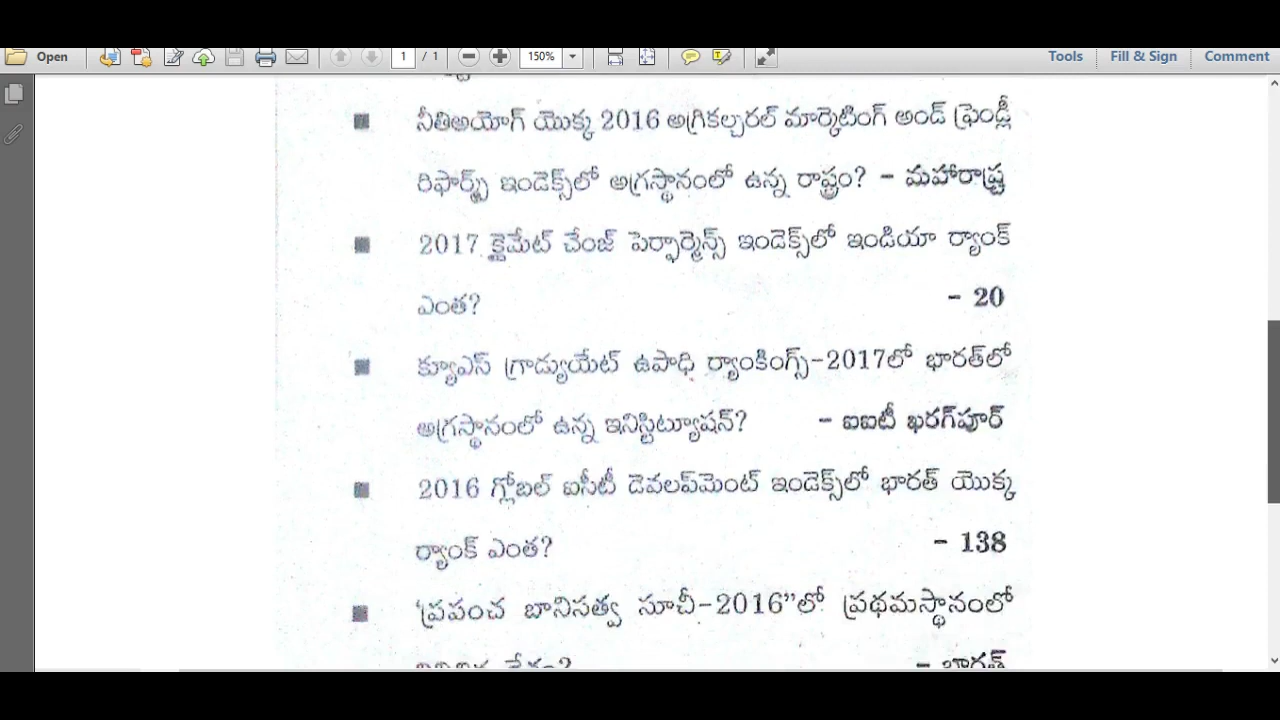 Open
1 / 1
150%
Tools
Fill & Sign
Comment
నీతిఅయోగ్ యొక్క 2016 అగ్రికల్చరల్ మార్కెటింగ్ అండ్ ఫ్రెండ్లీ
రిఫార్మ్స్ ఇండెక్స్‌లో అగ్రస్థానంలో ఉన్న రాష్ట్రం? - మహారాష్ట్ర
2017 క్లైమేట్ చేంజ్ పెర్ఫార్మెన్స్ ఇండెక్స్‌లో ఇండియా ర్యాంక్
ఎంత? - 20
క్యూఎస్ గ్రాడ్యుయేట్ ఉపాధి ర్యాంకింగ్స్-2017లో భారత్‌లో
అగ్రస్థానంలో ఉన్న ఇనిస్టిట్యూషన్? - ఐఐటీ ఖరగ్‌పూర్
2016 గ్లోబల్ ఐసీటీ డెవలప్‌మెంట్ ఇండెక్స్‌లో భారత్ యొక్క
ర్యాంక్ ఎంత? - 138
‘ప్రపంచ బానిసత్వ సూచీ-2016”లో ప్రథమస్థానంలో
- భారత్